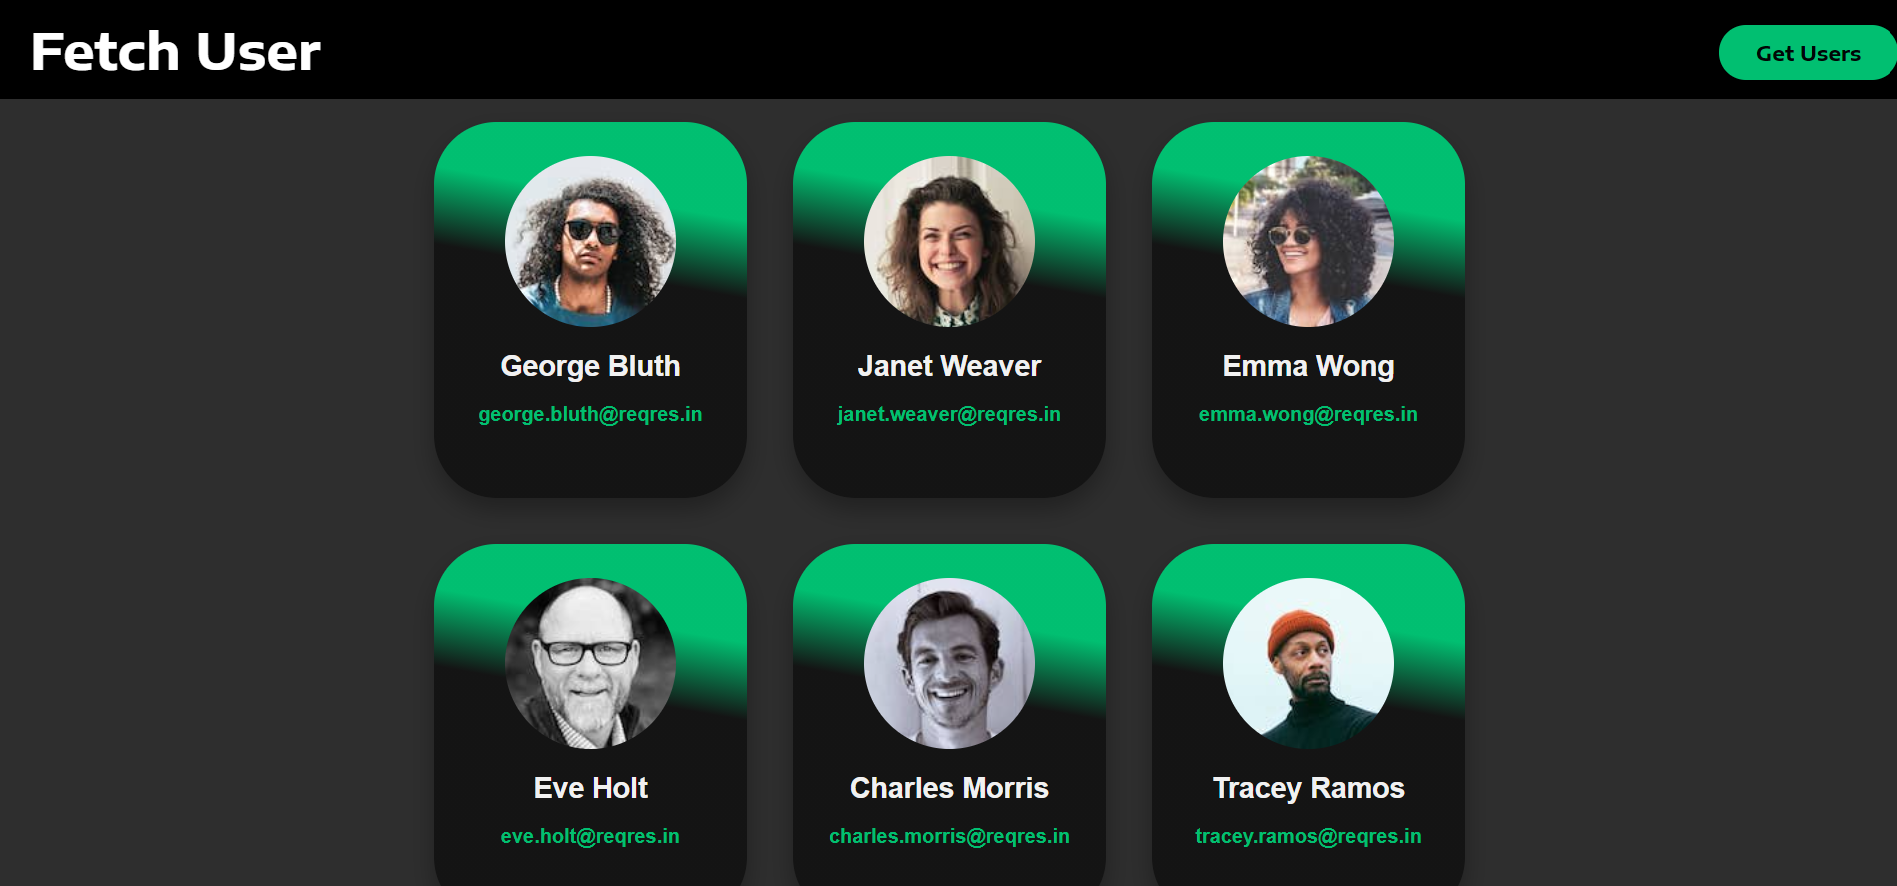 Fetch User
Get Users
George Bluth
george.bluth@reqres.in
Janet Weaver
janet.weaver@reqres.in
Emma Wong
emma.wong@reqres.in
Eve Holt
eve.holt@reqres.in
Charles Morris
charles.morris@reqres.in
Tracey Ramos
tracey.ramos@reqres.in